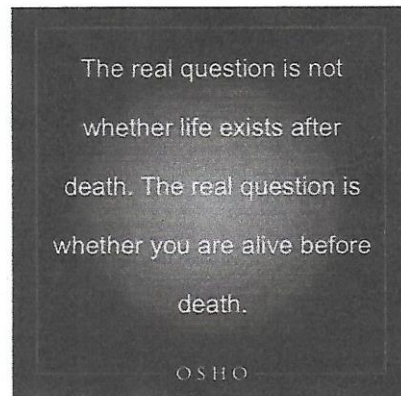 The real question is not
whether life exists after
death. The real question is
whether you are alive before
death.
OSHO